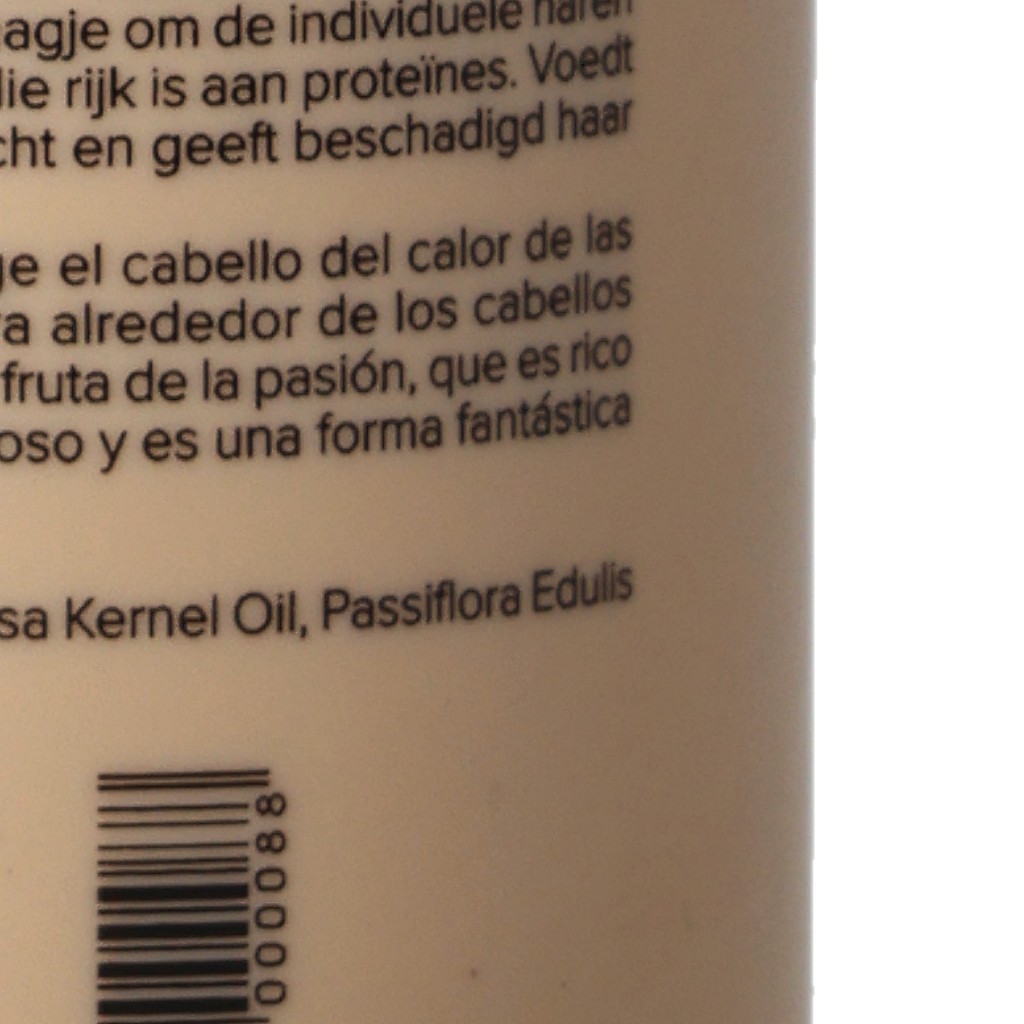 agje om de individuele haren
die rijk is aan proteïnes. Voedt
cht en geeft beschadigd haar
ge el cabello del calor de las
a alrededor de los cabellos
fruta de la pasión, que es rico
oso y es una forma fantástica
sa Kernel Oil, Passiflora Edulis
000088